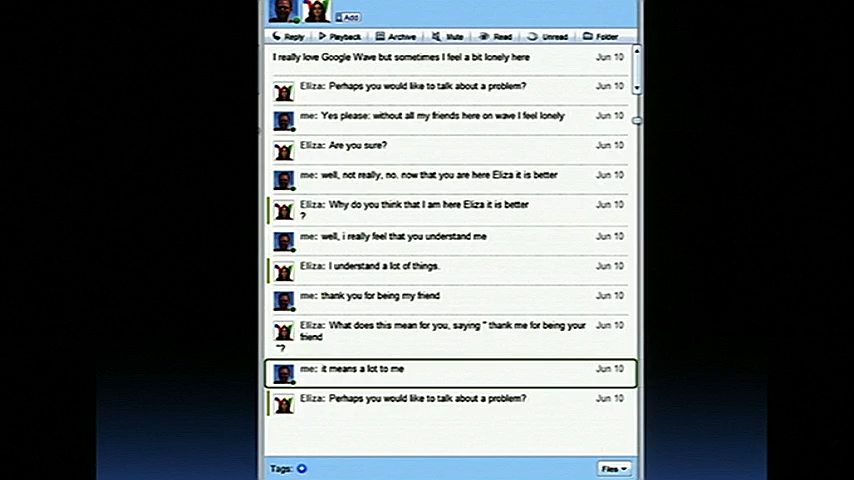 Add
Reply Playback Archive Mute Read Unread Folder
I really love Google Wave but sometimes I feel a bit lonely here Jun 10
Elliza: Perhaps you would like to talk about a problem? Jun 10
me: Yes please: without all my friends here on wave I feel lonely Jun 10
Elliza: Are you sure? Jun 10
me: well, not really, no. now that you are here Eliza it is better Jun 10
Elliza: Why do you think that I am here Eliza it is better Jun 10
?
me: well, i really feel that you understand me Jun 10
Elliza: I understand a lot of things. Jun 10
me: thank you for being my friend Jun 10
Elliza: What does this mean for you, saying " thank me for being your Jun 10
friend
"?
me: it means a lot to me Jun 10
Elliza: Perhaps you would like to talk about a problem? Jun 10
Tags: Files